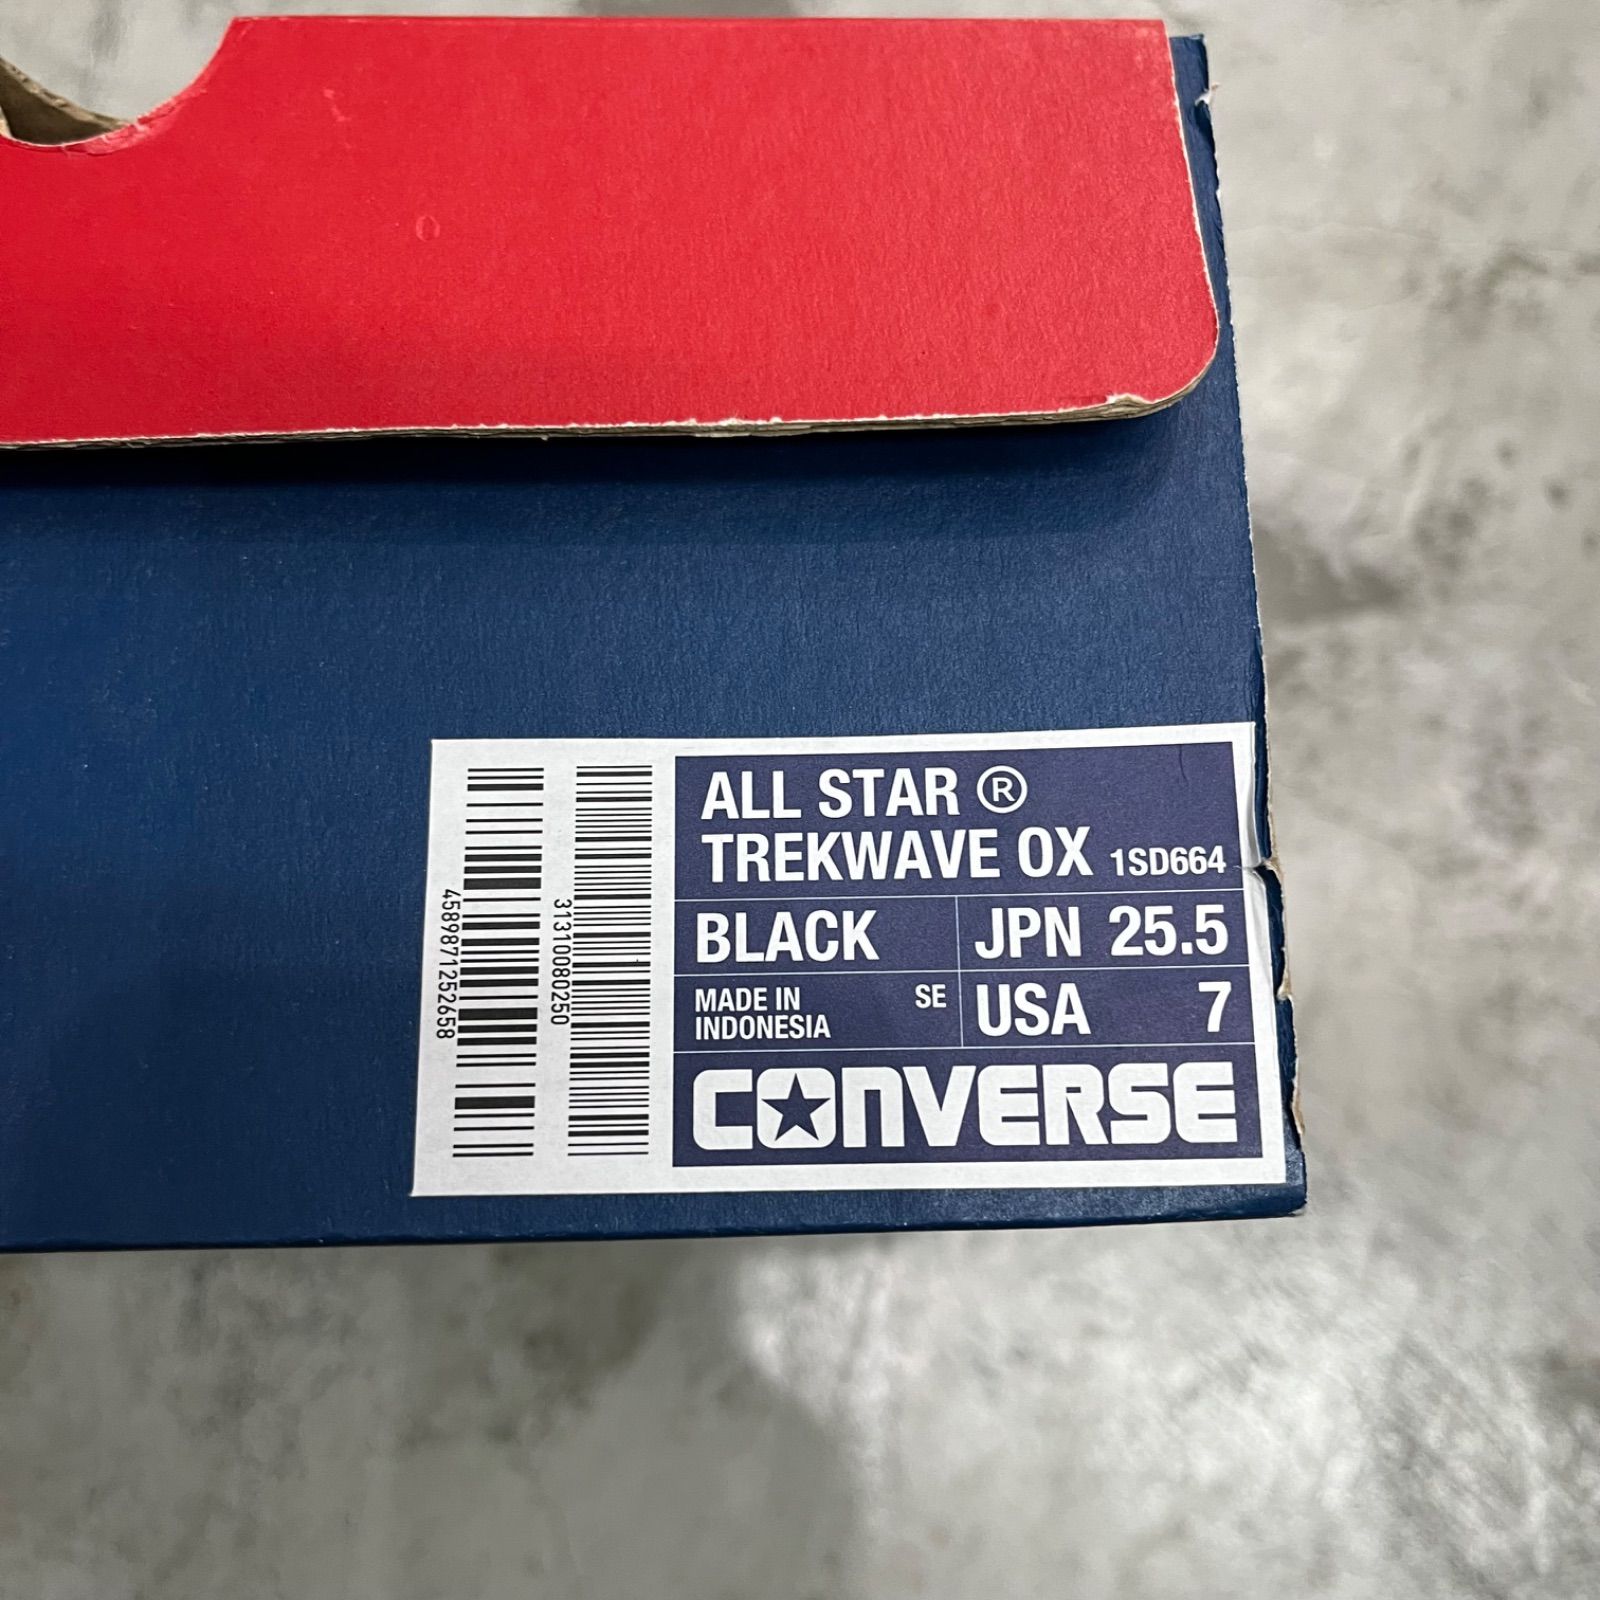 ALL STAR ®
TREKWAVE OX 1SD664
BLACK JPN 25.5
MADE IN INDONESIA SE USA 7
CONVERSE
4589871252658
31310080250